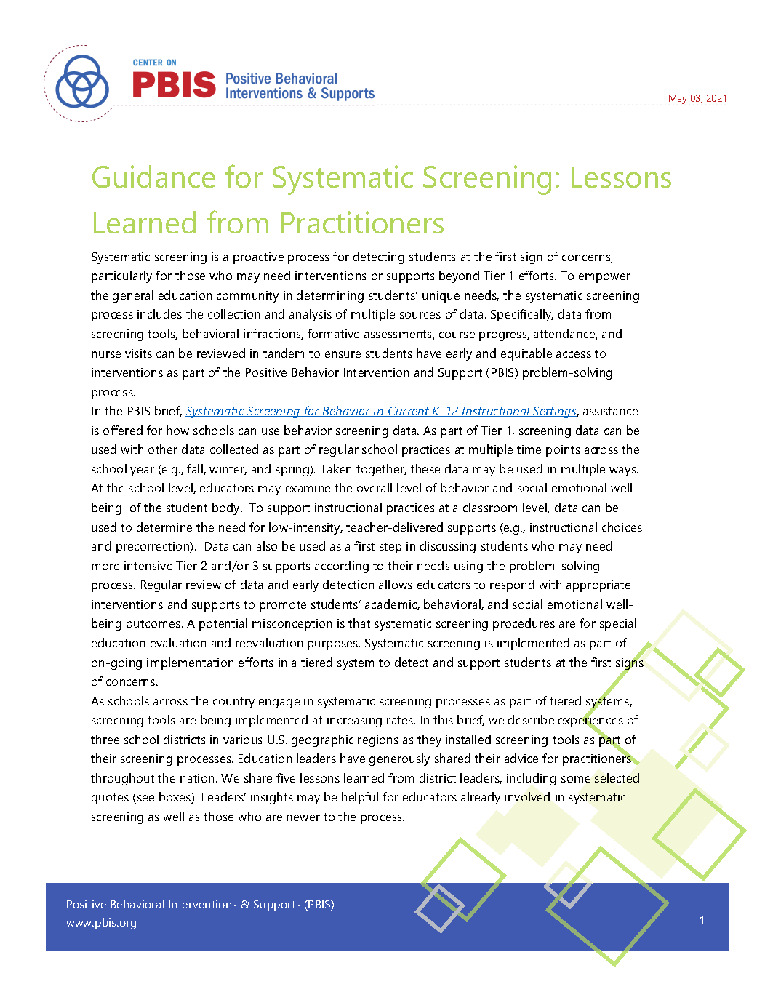 CENTER ON
PBIS Positive Behavioral
Interventions & Supports
May 03, 2021
Guidance for Systematic Screening: Lessons
Learned from Practitioners
Systematic screening is a proactive process for detecting students at the first sign of concerns,
particularly for those who may need interventions or supports beyond Tier 1 efforts. To empower
the general education community in determining students’ unique needs, the systematic screening
process includes the collection and analysis of multiple sources of data. Specifically, data from
screening tools, behavioral infractions, formative assessments, course progress, attendance, and
nurse visits can be reviewed in tandem to ensure students have early and equitable access to
interventions as part of the Positive Behavior Intervention and Support (PBIS) problem-solving
process.
In the PBIS brief, Systematic Screening for Behavior in Current K-12 Instructional Settings, assistance
is offered for how schools can use behavior screening data. As part of Tier 1, screening data can be
used with other data collected as part of regular school practices at multiple time points across the
school year (e.g., fall, winter, and spring). Taken together, these data may be used in multiple ways.
At the school level, educators may examine the overall level of behavior and social emotional well-
being  of the student body.  To support instructional practices at a classroom level, data can be
used to determine the need for low-intensity, teacher-delivered supports (e.g., instructional choices
and precorrection).  Data can also be used as a first step in discussing students who may need
more intensive Tier 2 and/or 3 supports according to their needs using the problem-solving
process. Regular review of data and early detection allows educators to respond with appropriate
interventions and supports to promote students’ academic, behavioral, and social emotional well-
being outcomes. A potential misconception is that systematic screening procedures are for special
education evaluation and reevaluation purposes. Systematic screening is implemented as part of
on-going implementation efforts in a tiered system to detect and support students at the first signs
of concerns.
As schools across the country engage in systematic screening processes as part of tiered systems,
screening tools are being implemented at increasing rates. In this brief, we describe experiences of
three school districts in various U.S. geographic regions as they installed screening tools as part of
their screening processes. Education leaders have generously shared their advice for practitioners
throughout the nation. We share five lessons learned from district leaders, including some selected
quotes (see boxes). Leaders’ insights may be helpful for educators already involved in systematic
screening as well as those who are newer to the process.
Positive Behavioral Interventions & Supports (PBIS)
www.pbis.org
1